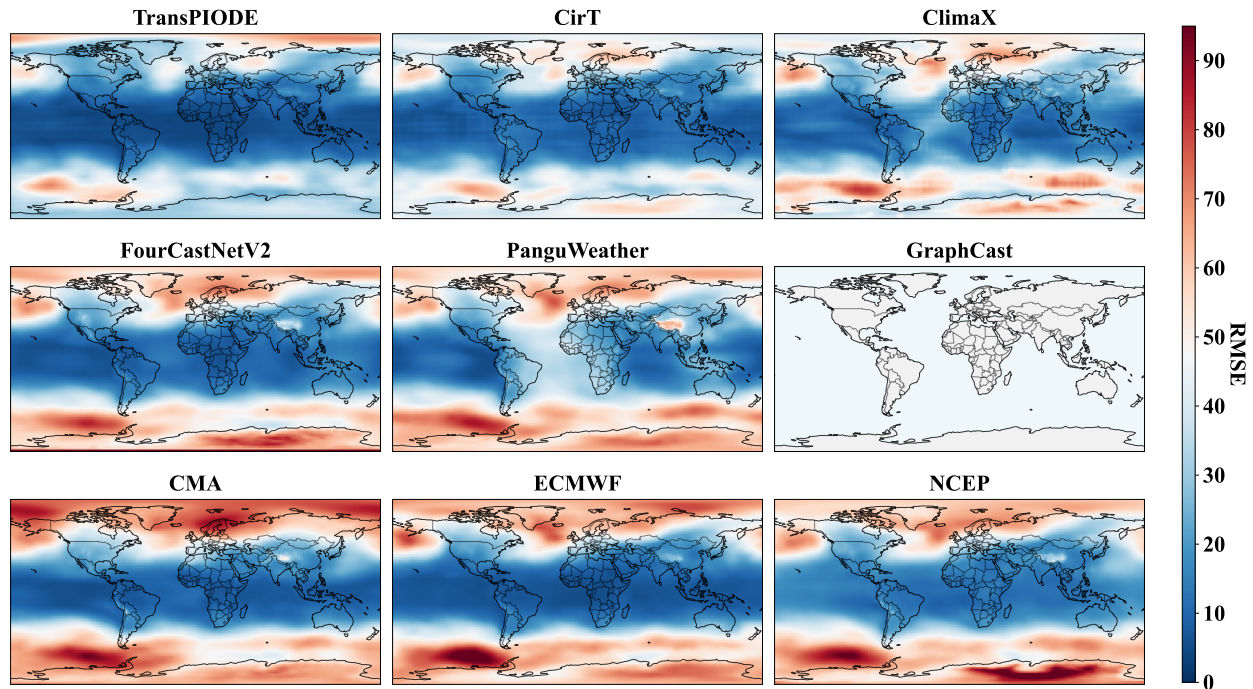 TransPIODE
CirT
ClimaX
FourCastNetV2
PanguWeather
GraphCast
CMA
ECMWF
NCEP
90
80
70
60
50
40
30
20
10
0
RMSE